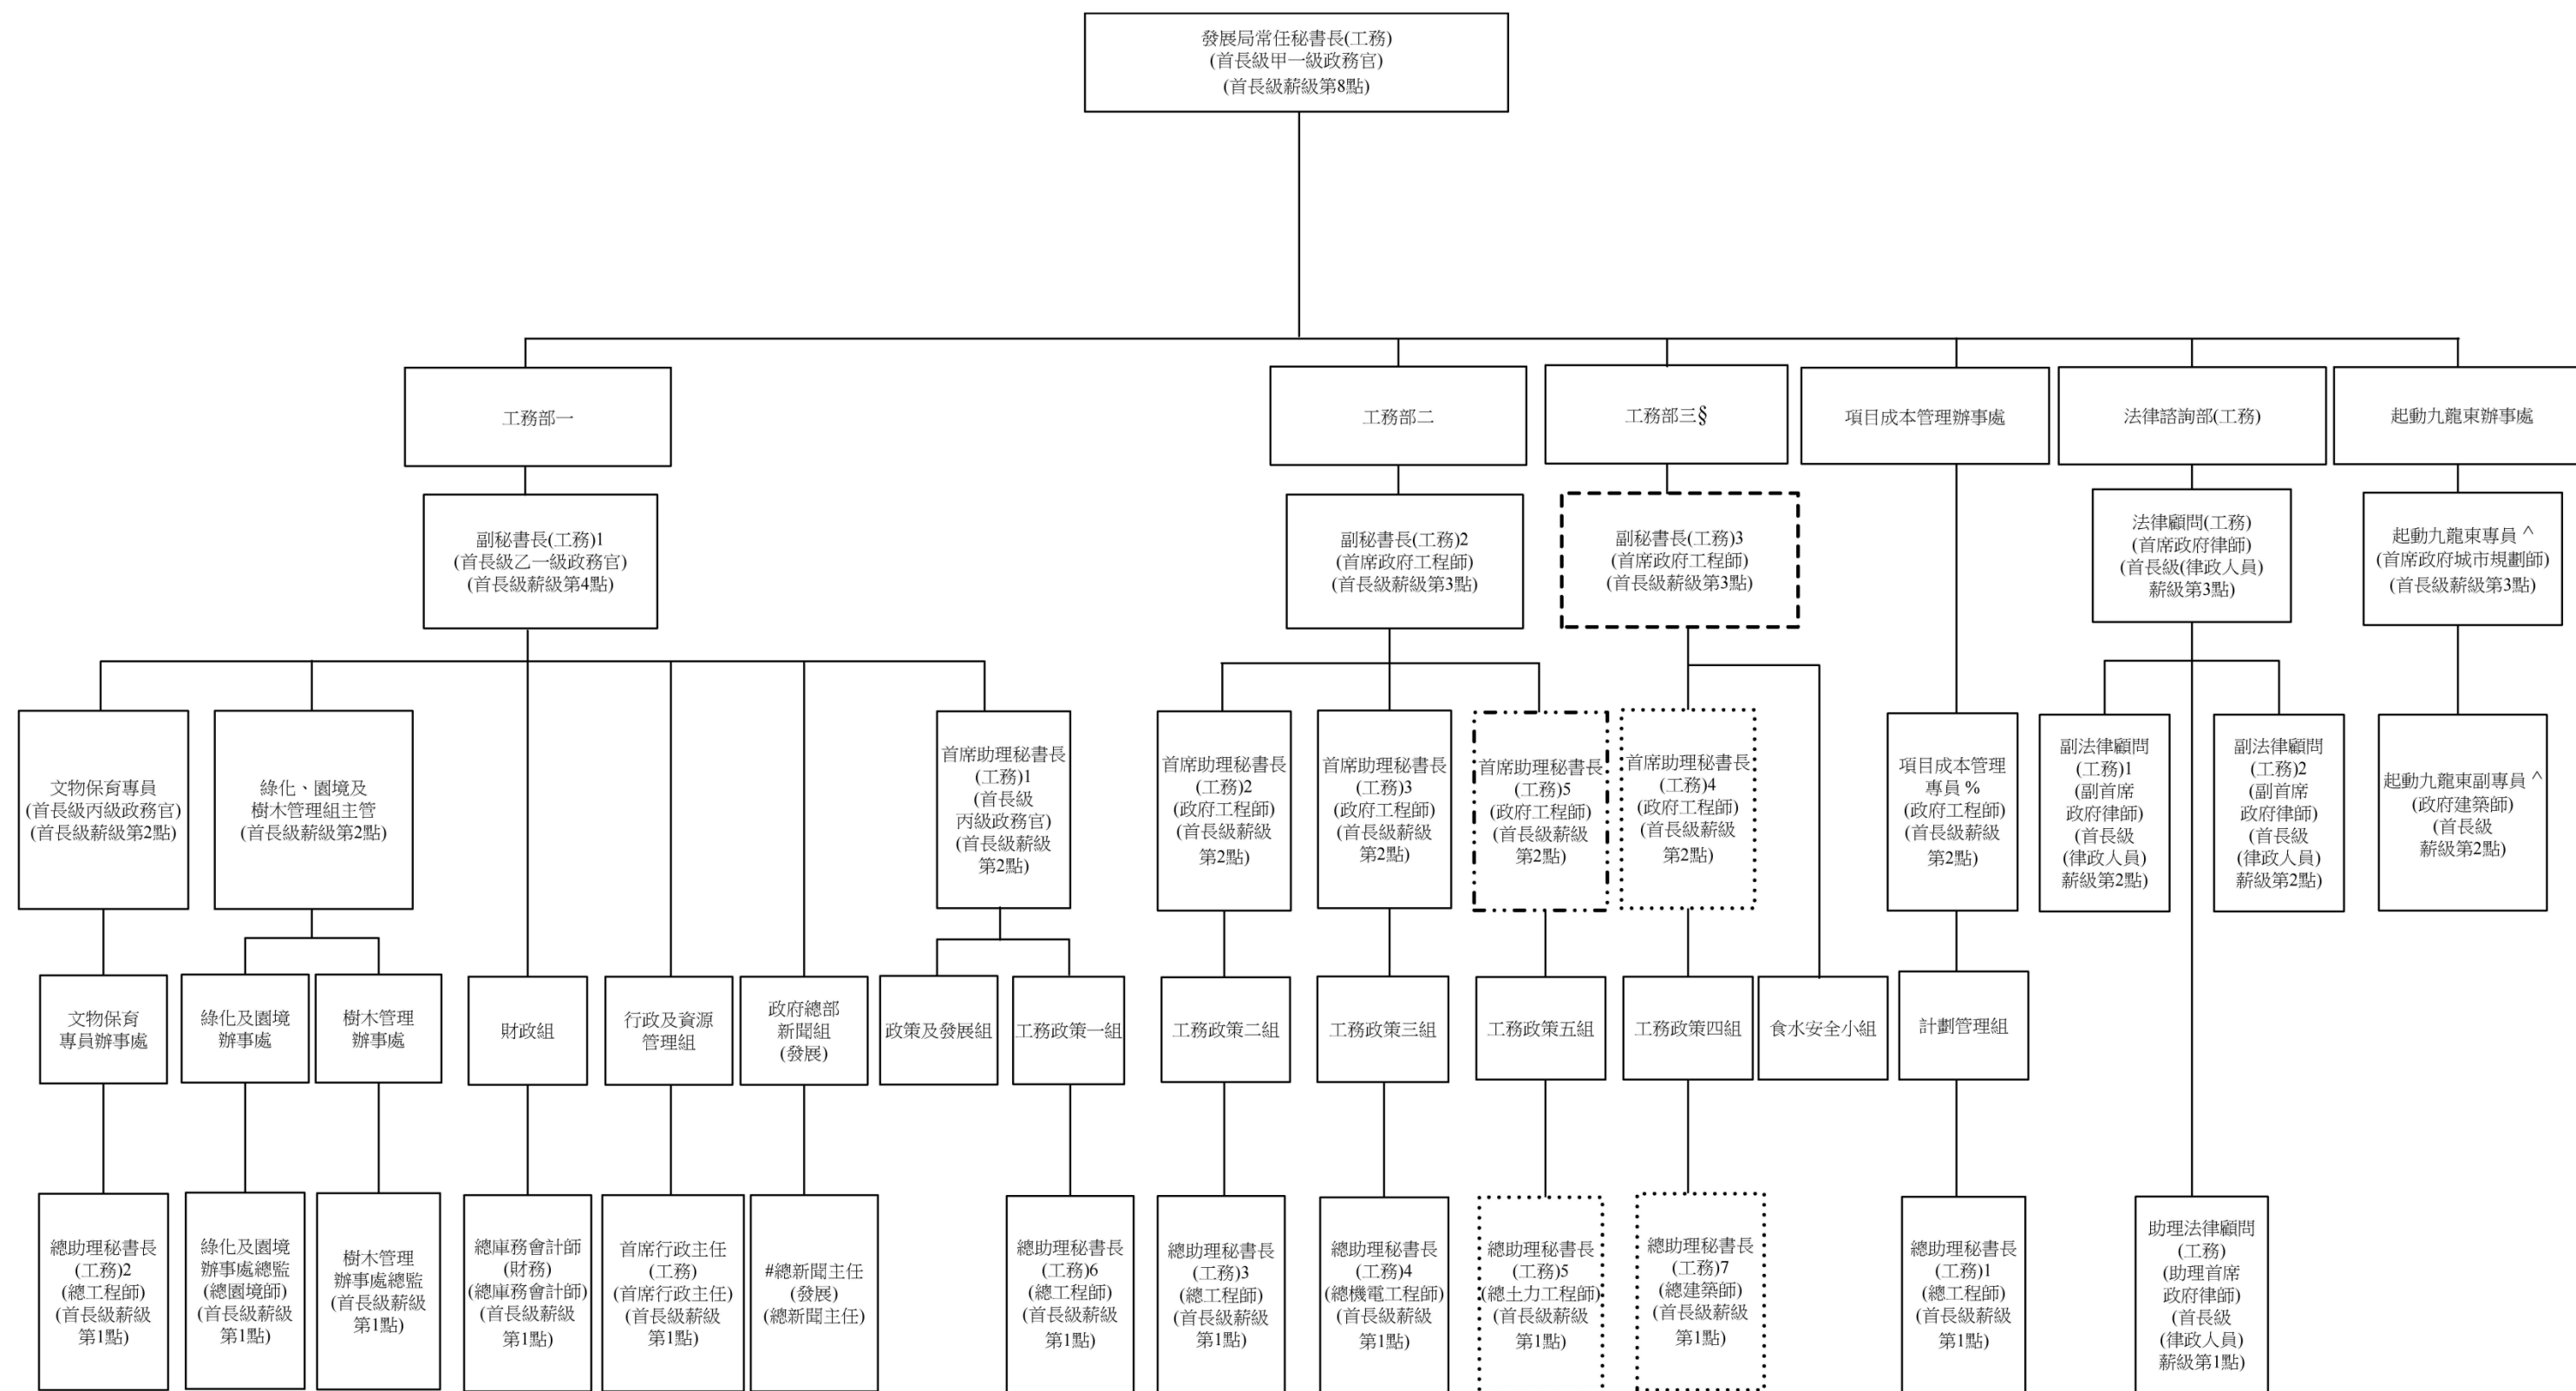 發展局常任秘書長(工務)
(首長級甲一級政務官)
(首長級薪級第8點)
工務部一
工務部二
工務部三§
項目成本管理辦事處
法律諮詢部(工務)
起動九龍東辦事處
副秘書長(工務)1
(首長級乙一級政務官)
(首長級薪級第4點)
副秘書長(工務)2
(首席政府工程師)
(首長級薪級第3點)
副秘書長(工務)3
(首席政府工程師)
(首長級薪級第3點)
法律顧問(工務)
(首席政府律師)
(首長級(律政人員)
薪級第3點)
起動九龍東專員 ^
(首席政府城市規劃師)
(首長級薪級第3點)
文物保育專員
(首長級丙級政務官)
(首長級薪級第2點)
綠化、園境及
樹木管理組主管
(首長級薪級第2點)
首席助理秘書長
(工務)1
(首長級
丙級政務官)
(首長級薪級
第2點)
首席助理秘書長
(工務)2
(政府工程師)
(首長級薪級
第2點)
首席助理秘書長
(工務)3
(政府工程師)
(首長級薪級
第2點)
首席助理秘書長
(工務)5
(政府工程師)
(首長級薪級
第2點)
首席助理秘書長
(工務)4
(政府工程師)
(首長級薪級
第2點)
項目成本管理
專員 %
(政府工程師)
(首長級薪級
第2點)
副法律顧問
(工務)1
(副首席
政府律師)
(首長級
(律政人員)
薪級第2點)
副法律顧問
(工務)2
(副首席
政府律師)
(首長級
(律政人員)
薪級第2點)
起動九龍東副專員 ^
(政府建築師)
(首長級
薪級第2點)
文物保育
專員辦事處
綠化及園境
辦事處
樹木管理
辦事處
財政組
行政及資源
管理組
政府總部
新聞組
(發展)
政策及發展組
工務政策一組
工務政策二組
工務政策三組
工務政策五組
工務政策四組
食水安全小組
計劃管理組
總助理秘書長
(工務)2
(總工程師)
(首長級薪級
第1點)
綠化及園境
辦事處總監
(總園境師)
(首長級薪級
第1點)
樹木管理
辦事處總監
(首長級薪級
第1點)
總庫務會計師
(財務)
(總庫務會計師)
(首長級薪級
第1點)
首席行政主任
(工務)
(首席行政主任)
(首長級薪級
第1點)
#總新聞主任
(發展)
(總新聞主任)
總助理秘書長
(工務)6
(總工程師)
(首長級薪級
第1點)
總助理秘書長
(工務)3
(總工程師)
(首長級薪級
第1點)
總助理秘書長
(工務)4
(總機電工程師)
(首長級薪級
第1點)
總助理秘書長
(工務)5
(總土力工程師)
(首長級薪級
第1點)
總助理秘書長
(工務)7
(總建築師)
(首長級薪級
第1點)
總助理秘書長
(工務)1
(總工程師)
(首長級薪級
第1點)
助理法律顧問
(工務)
(助理首席
政府律師)
(首長級
(律政人員)
薪級第1點)